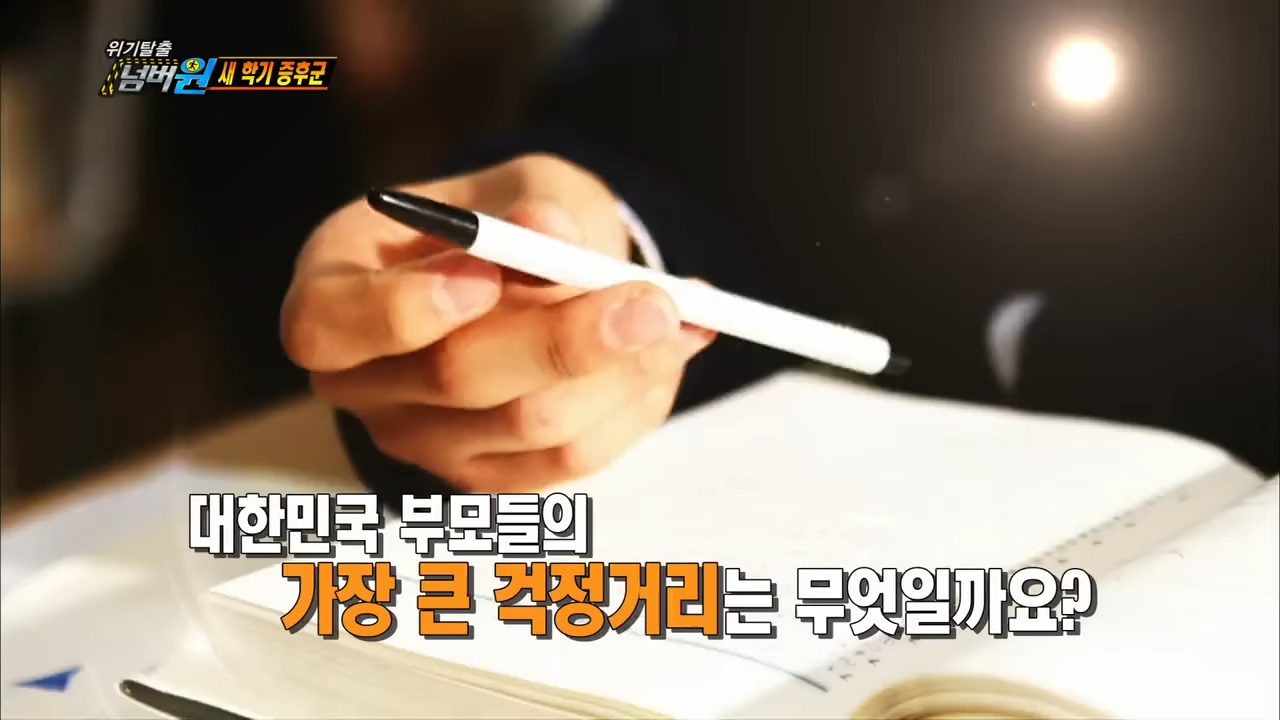 위기탈출
넘버원 새 학기 증후군
대한민국 부모들의
가장 큰 걱정거리는 무엇일까요?